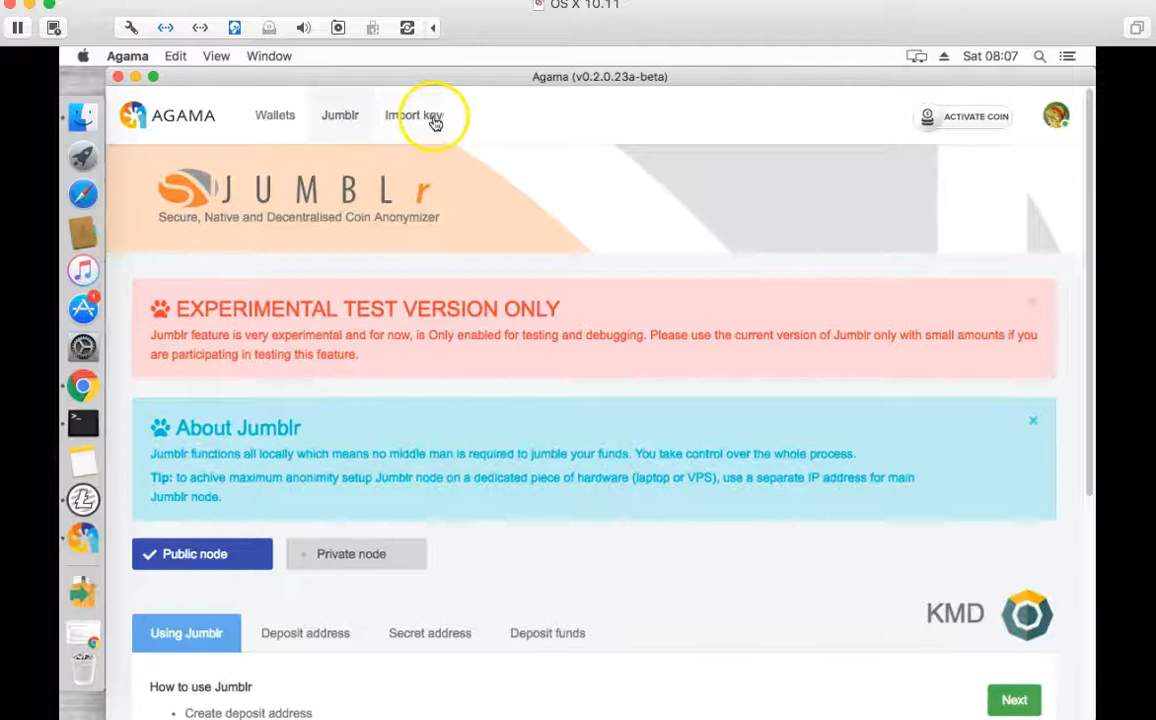 OS X 10.11
Agama Edit View Window Sat 08:07
Agama (v0.2.0.23a-beta)
AGAMA Wallets Jumblr Import key ACTIVATE COIN
JUMBLr
Secure, Native and Decentralised Coin Anonymizer
EXPERIMENTAL TEST VERSION ONLY
Jumblr feature is very experimental and for now, is Only enabled for testing and debugging. Please use the current version of Jumblr only with small amounts if you
are participating in testing this feature.
About Jumblr
Jumblr functions all locally which means no middle man is required to jumble your funds. You take control over the whole process.
Tip: to achive maximum anonimity setup Jumblr node on a dedicated piece of hardware (laptop or VPS), use a separate IP address for main
Jumblr node.
Public node Private node
KMD
Using Jumblr Deposit address Secret address Deposit funds
How to use Jumblr
Next
• Create deposit address